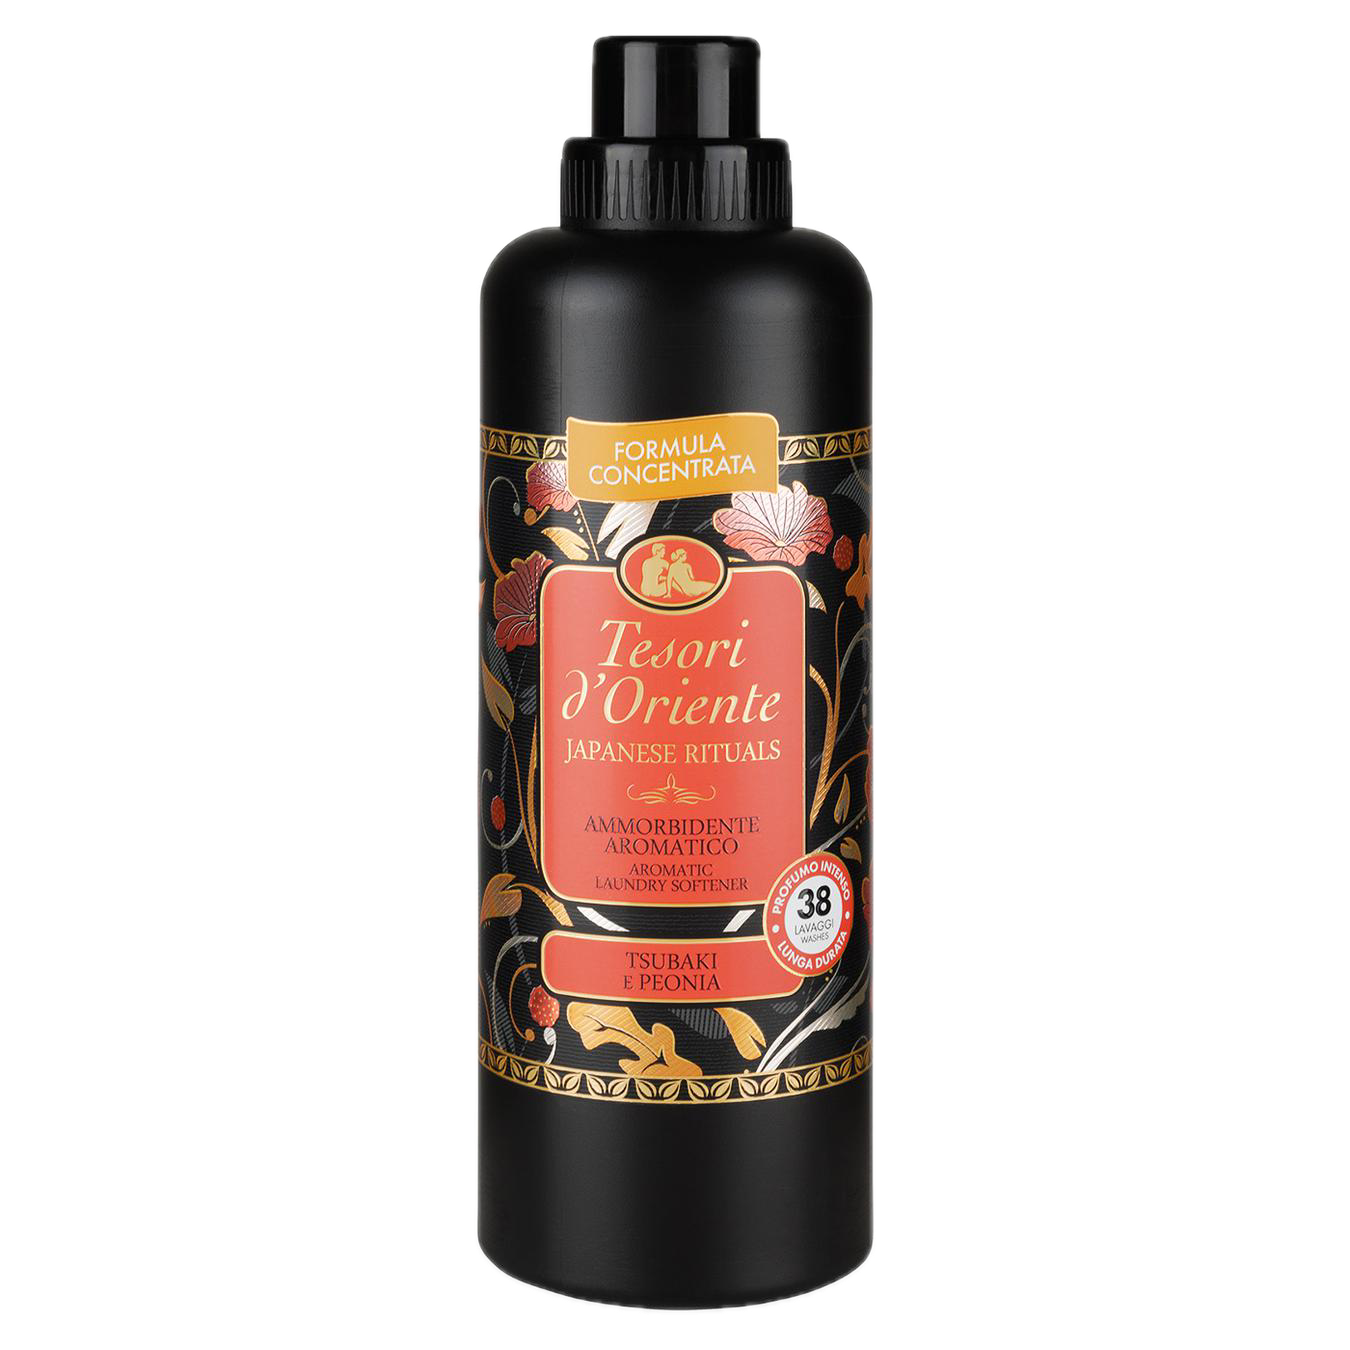 FORMULA
CONCENTRATA
Tesori
d'Oriente
JAPANESE RITUALS
AMMORBIDENTE
AROMATICO
AROMATIC
LAUNDRY SOFTENER
PROFUMO INTENSO
38
LAVAGGI
WASHES
LUNGA DURATA
TSUBAKI
E PEONIA